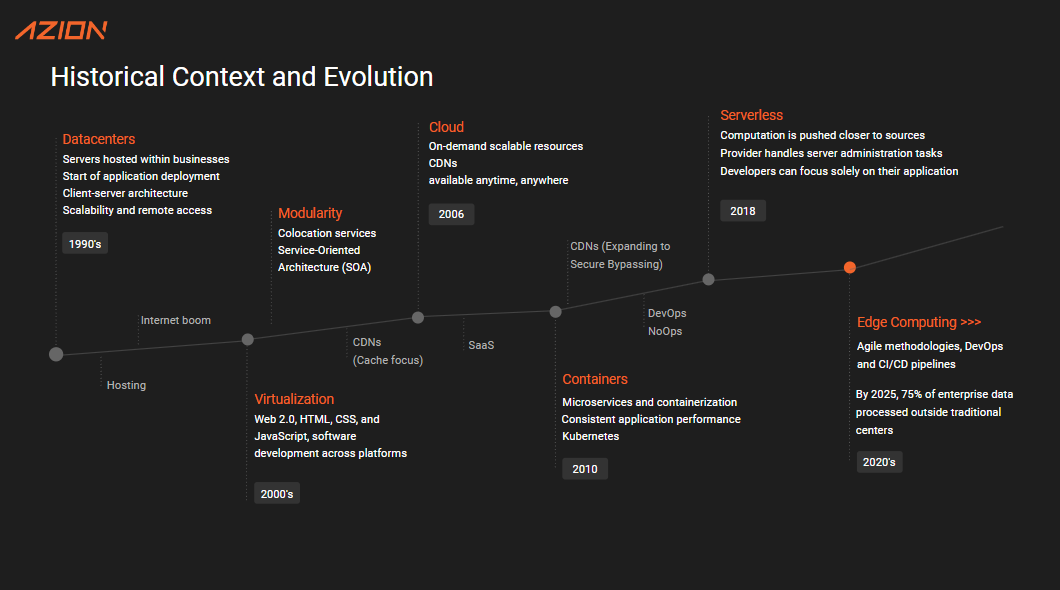 AZION
Historical Context and Evolution
Datacenters
Servers hosted within businesses
Start of application deployment
Client-server architecture
Scalability and remote access
1990's
Hosting
Internet boom
Virtualization
Web 2.0, HTML, CSS, and
JavaScript, software
development across platforms
2000's
Modularity
Colocation services
Service-Oriented
Architecture (SOA)
CDNs
(Cache focus)
Cloud
On-demand scalable resources
CDNs
available anytime, anywhere
2006
SaaS
Containers
Microservices and containerization
Consistent application performance
Kubernetes
2010
CDNs (Expanding to
Secure Bypassing)
DevOps
NoOps
Serverless
Computation is pushed closer to sources
Provider handles server administration tasks
Developers can focus solely on their application
2018
Edge Computing >>>
Agile methodologies, DevOps
and CI/CD pipelines
By 2025, 75% of enterprise data
processed outside traditional
centers
2020's